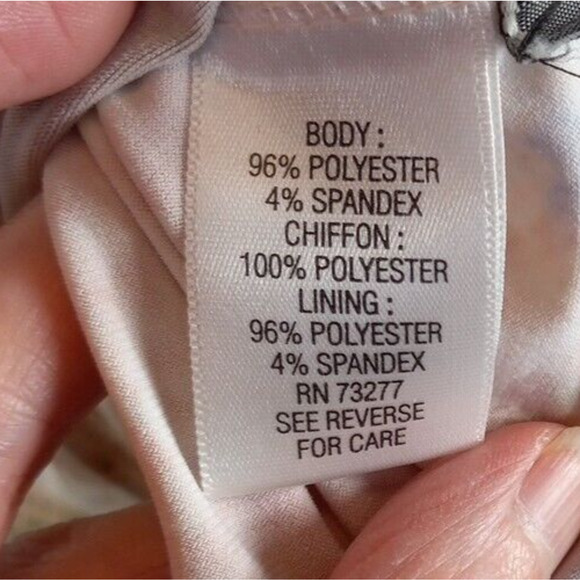 BODY :
96% POLYESTER
4% SPANDEX
CHIFFON :
100% POLYESTER
LINING :
96% POLYESTER
4% SPANDEX
RN 73277
SEE REVERSE
FOR CARE